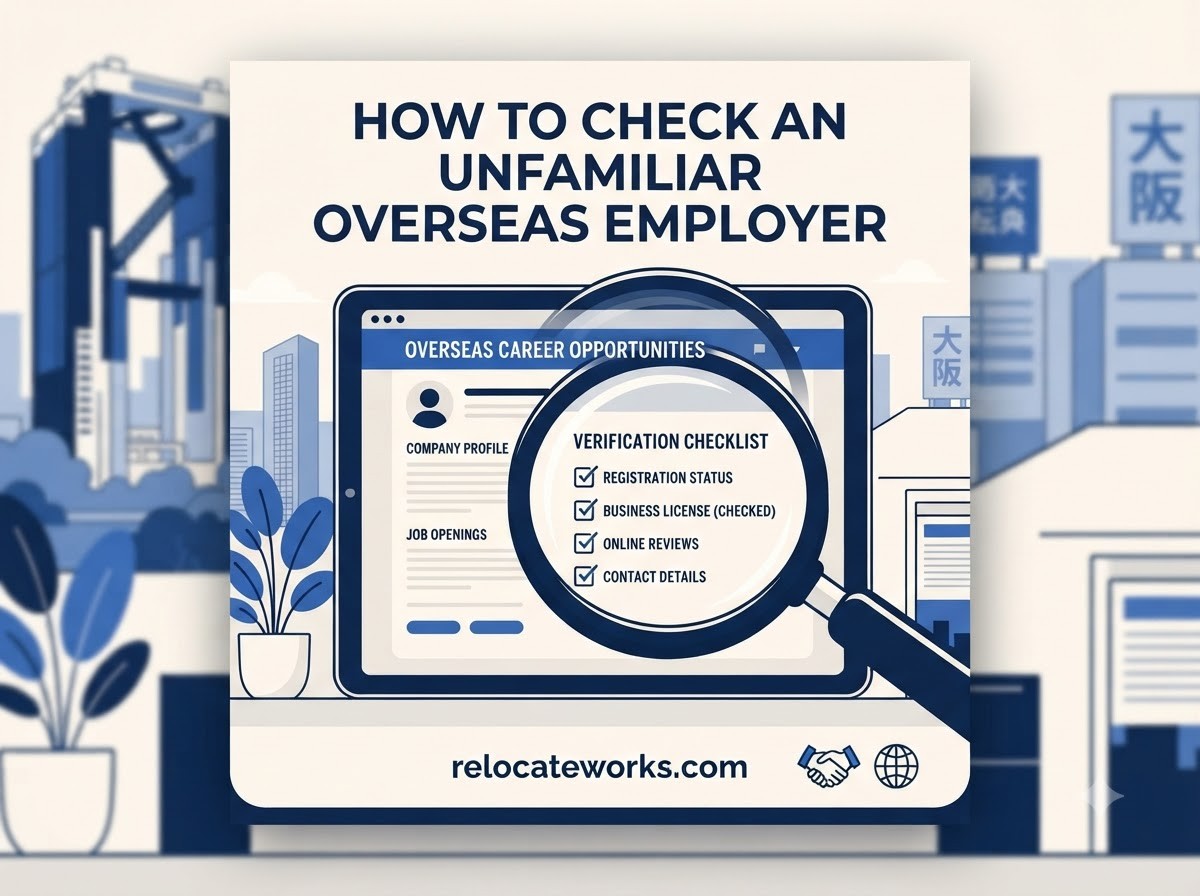 HOW TO CHECK AN
UNFAMILIAR
OVERSEAS EMPLOYER
OVERSEAS CAREER OPPORTUNITIES
COMPANY PROFILE
JOB OPENINGS
VERIFICATION CHECKLIST
REGISTRATION STATUS
BUSINESS LICENSE (CHECKED)
ONLINE REVIEWS
CONTACT DETAILS
大
阪
大
阪
relocateworks.com